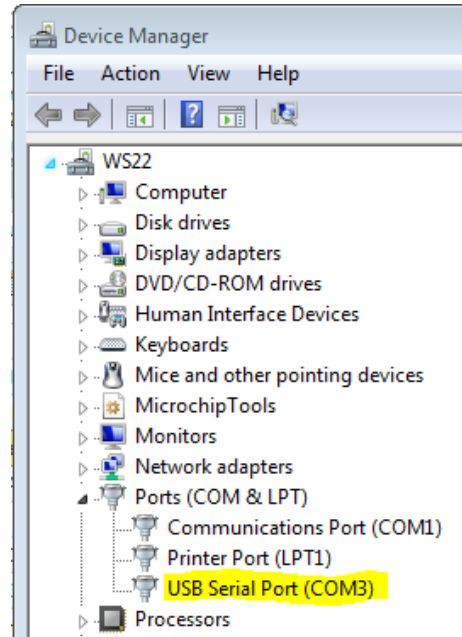 Device Manager
File Action View Help
WS22
Computer
Disk drives
Display adapters
DVD/CD-ROM drives
Human Interface Devices
Keyboards
Mice and other pointing devices
MicrochipTools
Monitors
Network adapters
Ports (COM & LPT)
Communications Port (COM1)
Printer Port (LPT1)
USB Serial Port (COM3)
Processors